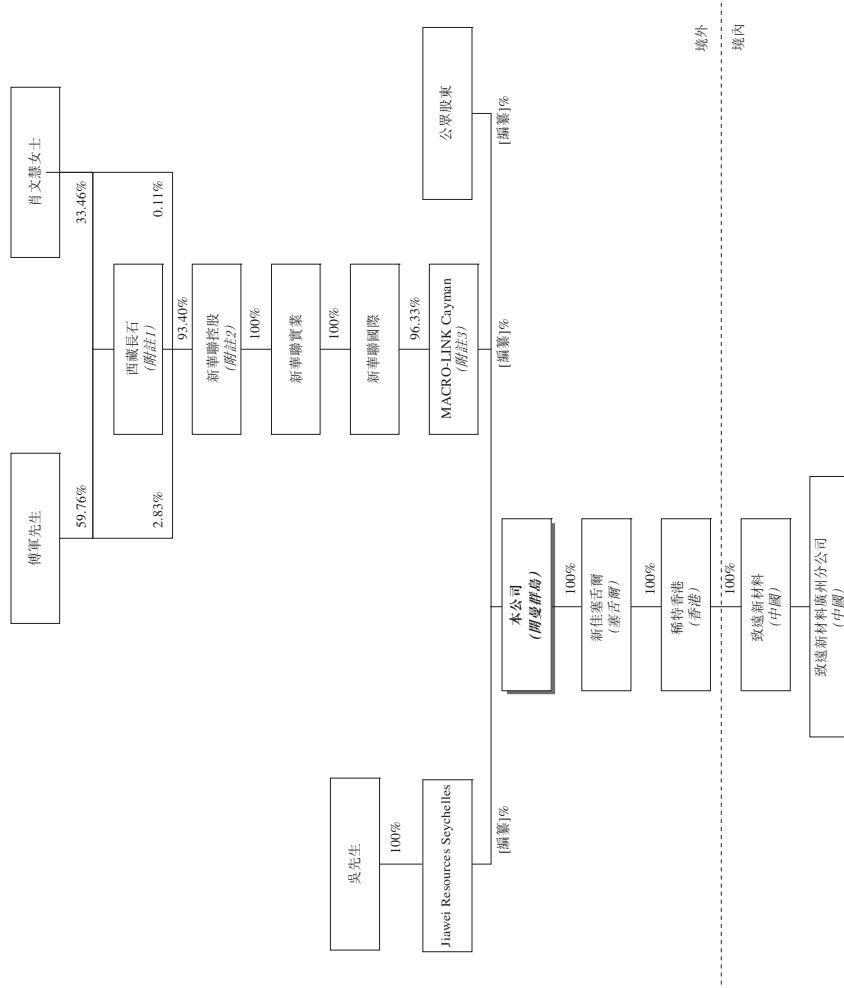 傅軍先生
肖文慧女士
59.76%
33.46%
西藏長石
(附註1)
2.83%
0.11%
93.40%
新華聯控股
(附註2)
100%
新華聯實業
100%
新華聯國際
96.33%
吳先生
100%
Jiawei Resources Seychelles
MACRO-LINK Cayman
(附註3)
公眾股東
[編纂]%
[編纂]%
[編纂]%
本公司
(開曼群島)
100%
新佳塞舌爾
(塞舌爾)
100%
稀特香港
(香港)
境外
境內
100%
致遠新材料
(中國)
致遠新材料廣州分公司
(中國)